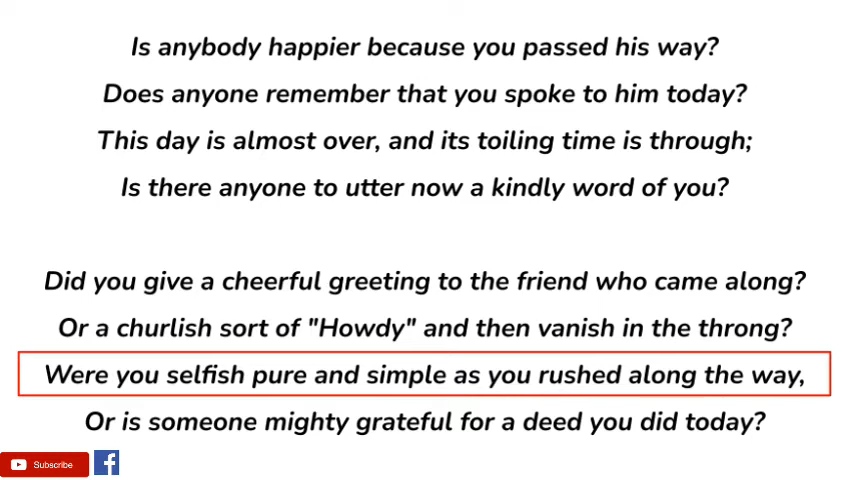 Is anybody happier because you passed his way?
Does anyone remember that you spoke to him today?
This day is almost over, and its toiling time is through;
Is there anyone to utter now a kindly word of you?
Did you give a cheerful greeting to the friend who came along?
Or a churlish sort of "Howdy" and then vanish in the throng?
Were you selfish pure and simple as you rushed along the way,
Or is someone mighty grateful for a deed you did today?
Subscribe